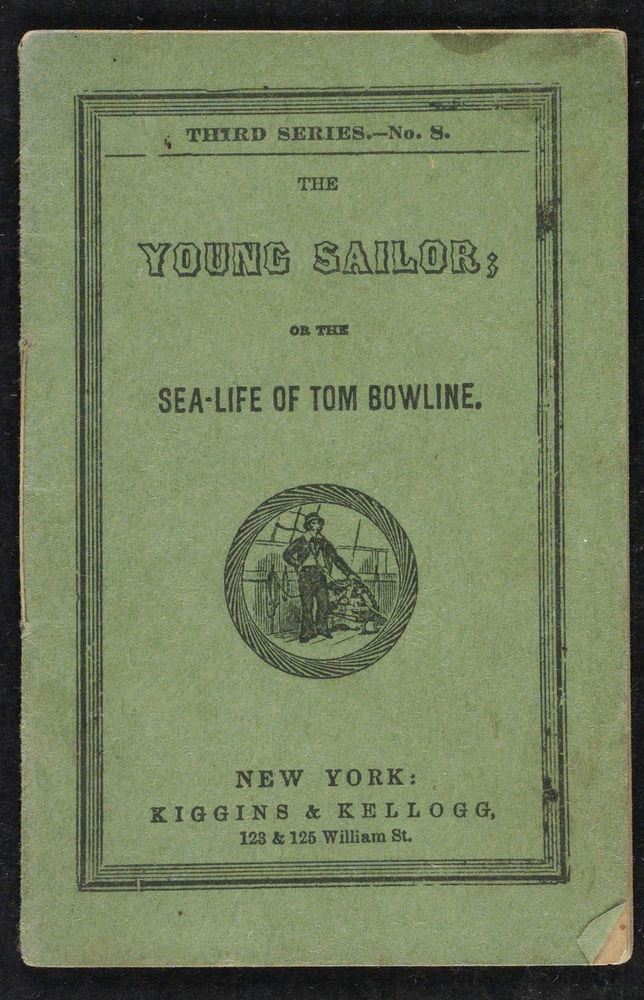 THIRD SERIES.—No. 8.
THE
YOUNG SAILOR;
OR THE
SEA-LIFE OF TOM BOWLINE.
NEW YORK:
KIGGINS & KELLOGG,
123 & 125 William St.